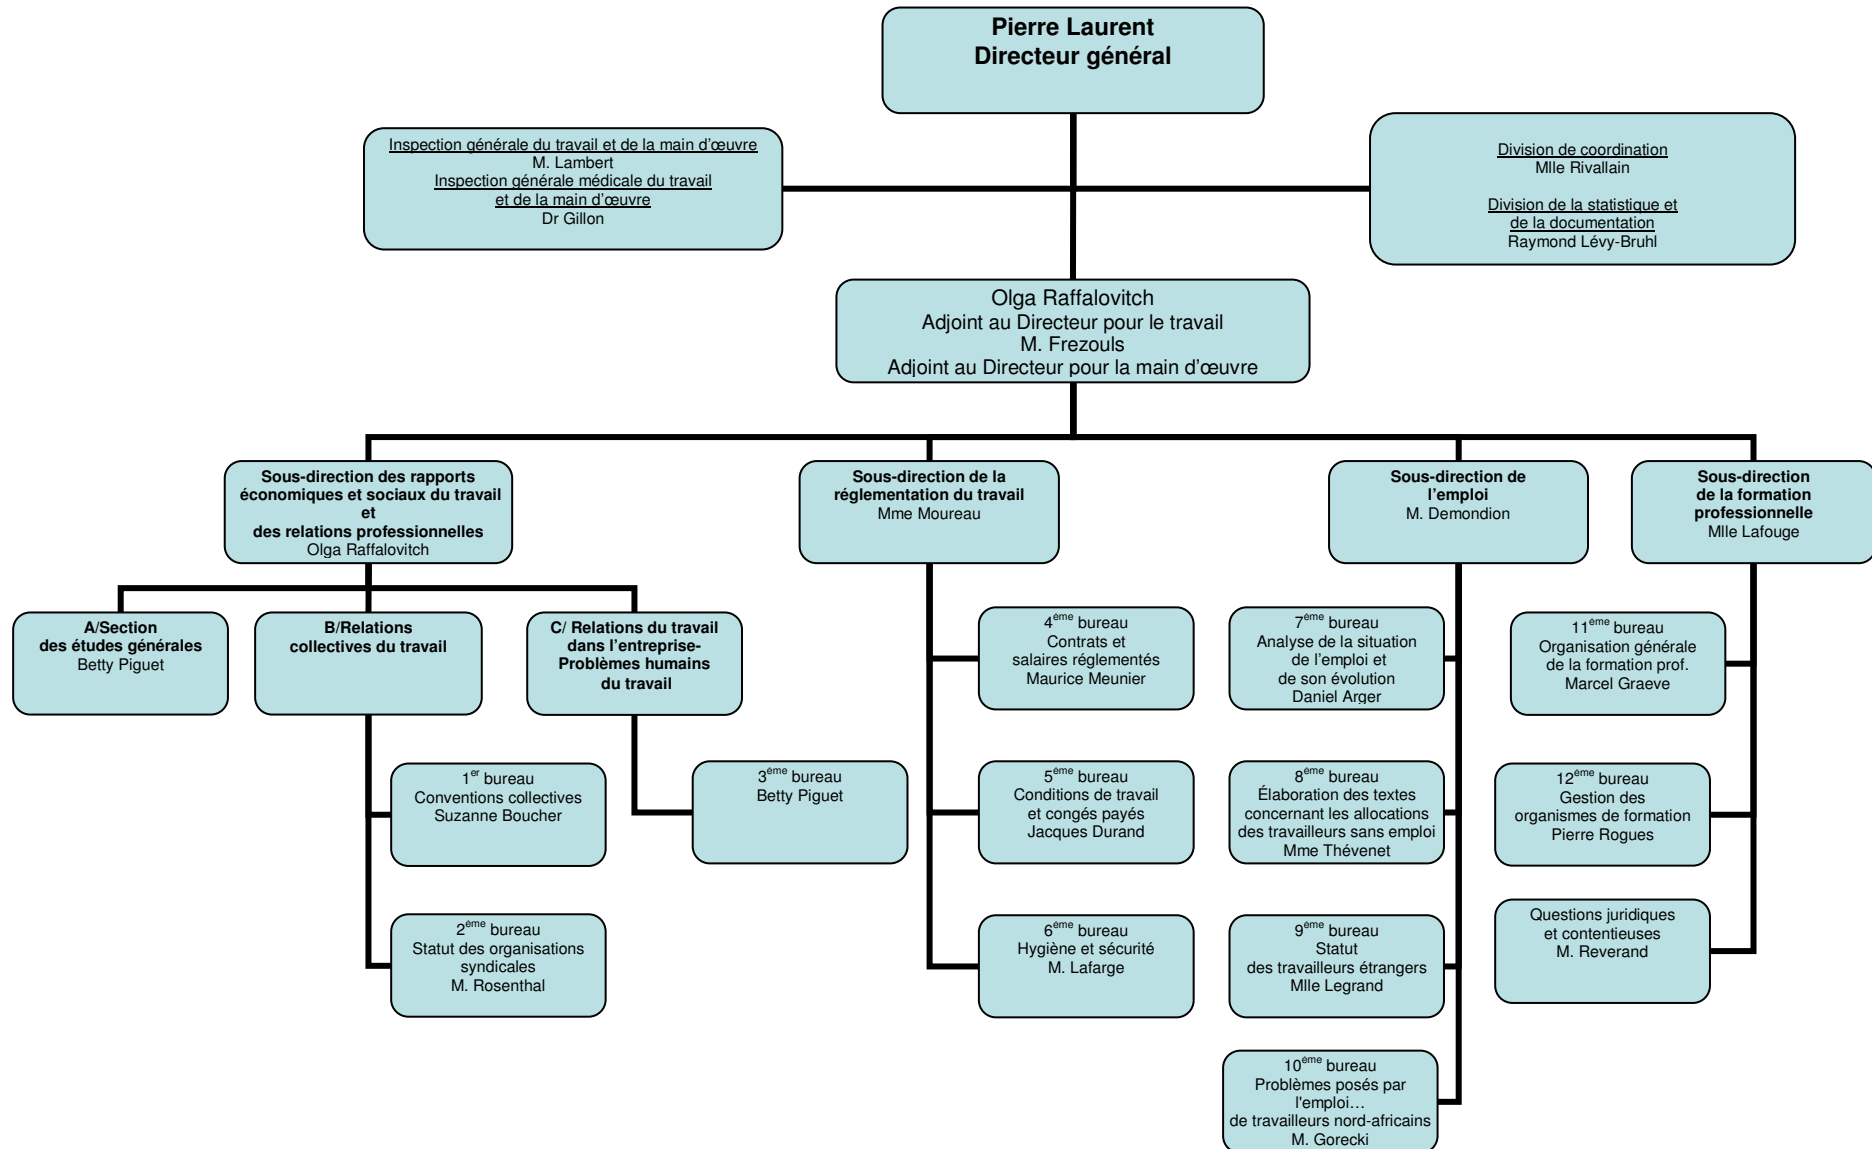 Pierre Laurent
Directeur général
Inspection générale du travail et de la main d'œuvre
M. Lambert
Inspection générale médicale du travail
et de la main d'œuvre
Dr Gillon
Division de coordination
Mlle Rivallain
Division de la statistique et
de la documentation
Raymond Lévy-Bruhl
Olga Raffalovitch
Adjoint au Directeur pour le travail
M. Frezouls
Adjoint au Directeur pour la main d'œuvre
Sous-direction des rapports
économiques et sociaux du travail
et
des relations professionnelles
Olga Raffalovitch
Sous-direction de la
réglementation du travail
Mme Moureau
Sous-direction de
l'emploi
M. Demondion
Sous-direction
de la formation
professionnelle
Mlle Lafouge
A/Section
des études générales
Betty Piguet
B/Relations
collectives du travail
C/ Relations du travail
dans l'entreprise-
Problèmes humains
du travail
4ème bureau
Contrats et
salaires réglementés
Maurice Meunier
7ème bureau
Analyse de la situation
de l'emploi et
de son évolution
Daniel Arger
11ème bureau
Organisation générale
de la formation prof.
Marcel Graeve
1er bureau
Conventions collectives
Suzanne Boucher
3ème bureau
Betty Piguet
5ème bureau
Conditions de travail
et congés payés
Jacques Durand
8ème bureau
Élaboration des textes
concernant les allocations
des travailleurs sans emploi
Mme Thévenet
12ème bureau
Gestion des
organismes de formation
Pierre Rogues
2ème bureau
Statut des organisations
syndicales
M. Rosenthal
6ème bureau
Hygiène et sécurité
M. Lafarge
9ème bureau
Statut
des travailleurs étrangers
Mlle Legrand
Questions juridiques
et contentieuses
M. Reverand
10ème bureau
Problèmes posés par
l'emploi…
de travailleurs nord-africains
M. Gorecki